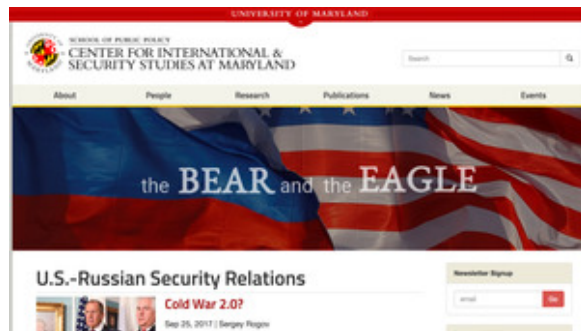 UNIVERSITY OF MARYLAND
SCHOOL OF PUBLIC POLICY
CENTER FOR INTERNATIONAL &
SECURITY STUDIES AT MARYLAND
Search
About People Research Publications News Events
the BEAR and the EAGLE
U.S.-Russian Security Relations
Cold War 2.0?
Sep 25, 2017 | Sergey Rogov
Newsletter Signup
email
Go